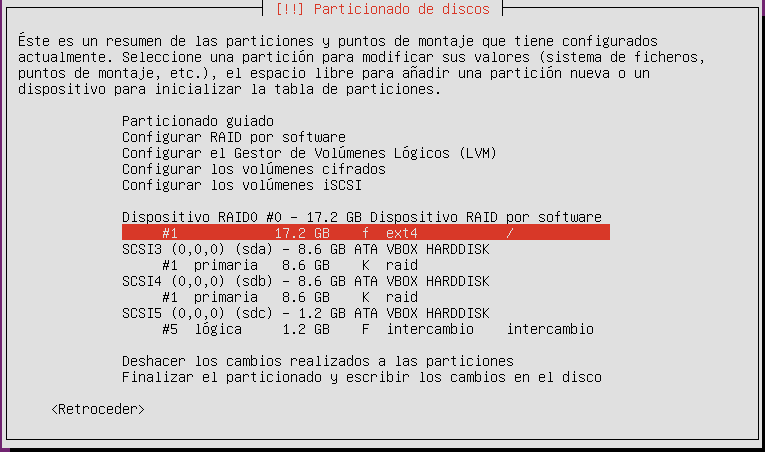 [!!] Particionado de discos
Éste es un resumen de las particiones y puntos de montaje que tiene configurados
actualmente. Seleccione una partición para modificar sus valores (sistema de ficheros,
puntos de montaje, etc.), el espacio libre para añadir una partición nueva o un
dispositivo para inicializar la tabla de particiones.
Particionado guiado
Configurar RAID por software
Configurar el Gestor de Volúmenes Lógicos (LVM)
Configurar los volúmenes cifrados
Configurar los volúmenes iSCSI
Dispositivo RAID0 #0 - 17.2 GB Dispositivo RAID por software
#1 17.2 GB f ext4 /
SCSI3 (0,0,0) (sda) - 8.6 GB ATA VBOX HARDDISK
#1 primaria 8.6 GB K raid
SCSI4 (0,0,0) (sdb) - 8.6 GB ATA VBOX HARDDISK
#1 primaria 8.6 GB K raid
SCSI5 (0,0,0) (sdc) - 1.2 GB ATA VBOX HARDDISK
#5 lógica 1.2 GB F intercambio intercambio
Deshacer los cambios realizados a las particiones
Finalizar el particionado y escribir los cambios en el disco
<Retroceder>